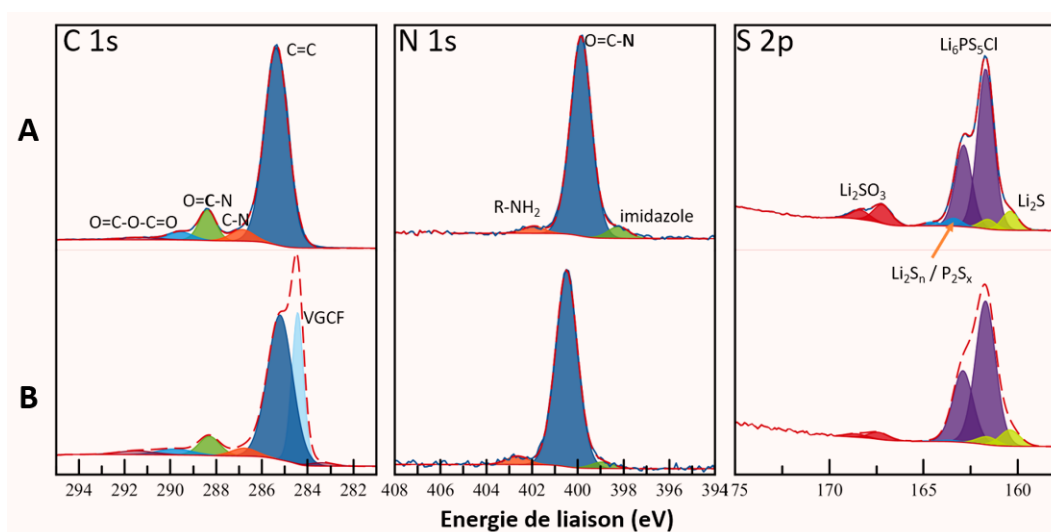 C 1s
N 1s
S 2p
A
C=C
O=C-N
C-N
O=C-O-C=O
O=C-N
R-NH₂
imidazole
Li₆PS₅Cl
Li₂SO₃
Li₂S
Li₂Sₙ / P₂Sₓ
B
VGCF
294 292 290 288 286 284 282
408 406 404 402 400 398 396 394
175 170 165 160
Energie de liaison (eV)